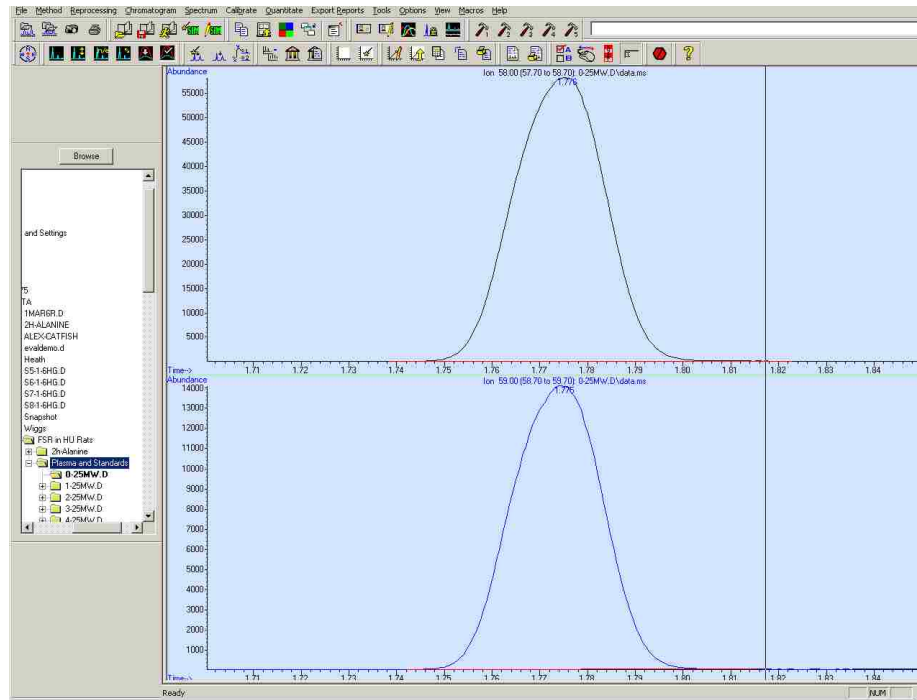 File Method Reprocessing Chromatogram Spectrum Calibrate Quantitate Export Reports Tools Options View Macros Help
Browse
and Settings
'5
TA
1MAR6R.D
2H-ALANINE
ALEX-CATFISH
evaldemo.d
Heath
S5-1-6HG.D
S6-1-6HG.D
S7-1-6HG.D
S8-1-6HG.D
Snapshot
Wiggs
FSR in HU Rats
2h-Alanine
Plasma and Standards
0-25MW.D
1-25MW.D
2-25MW.D
3-25MW.D
4-25MW.D
Abundance
Ion 58.00 (57.70 to 58.70): 0-25MW.D\data.ms
1.776
55000
50000
45000
40000
35000
30000
25000
20000
15000
10000
5000
Time-->
1.71 1.72 1.73 1.74 1.75 1.76 1.77 1.78 1.79 1.80 1.81 1.82 1.83 1.84
Abundance
Ion 59.00 (58.70 to 59.70): 0-25MW.D\data.ms
1.775
14000
13000
12000
11000
10000
9000
8000
7000
6000
5000
4000
3000
2000
1000
Time-->
1.71 1.72 1.73 1.74 1.75 1.76 1.77 1.78 1.79 1.80 1.81 1.82 1.83 1.84
Ready
NUM